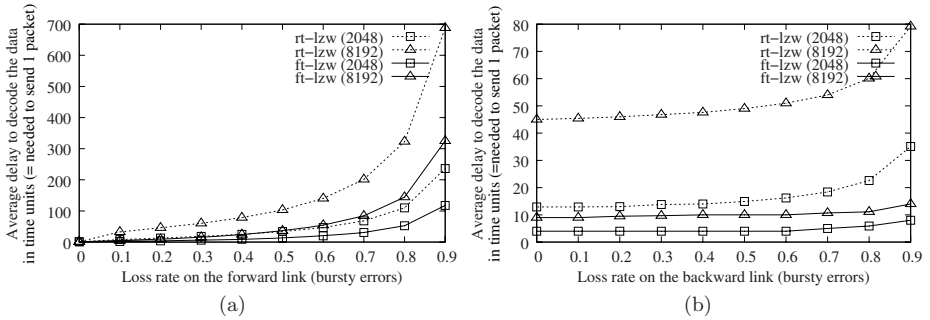 Average delay to decode the data
in time units (= needed to send 1 packet)
700
600
500
400
300
200
100
0
rt−lzw (2048)
rt−lzw (8192)
ft−lzw (2048)
ft−lzw (8192)
0 0.1 0.2 0.3 0.4 0.5 0.6 0.7 0.8 0.9
Loss rate on the forward link (bursty errors)
(a)
Average delay to decode the data
in time units (=needed to send 1 packet)
80
70
60
50
40
30
20
10
0
rt−lzw (2048)
rt−lzw (8192)
ft−lzw (2048)
ft−lzw (8192)
0 0.1 0.2 0.3 0.4 0.5 0.6 0.7 0.8 0.9
Loss rate on the backward link (bursty errors)
(b)